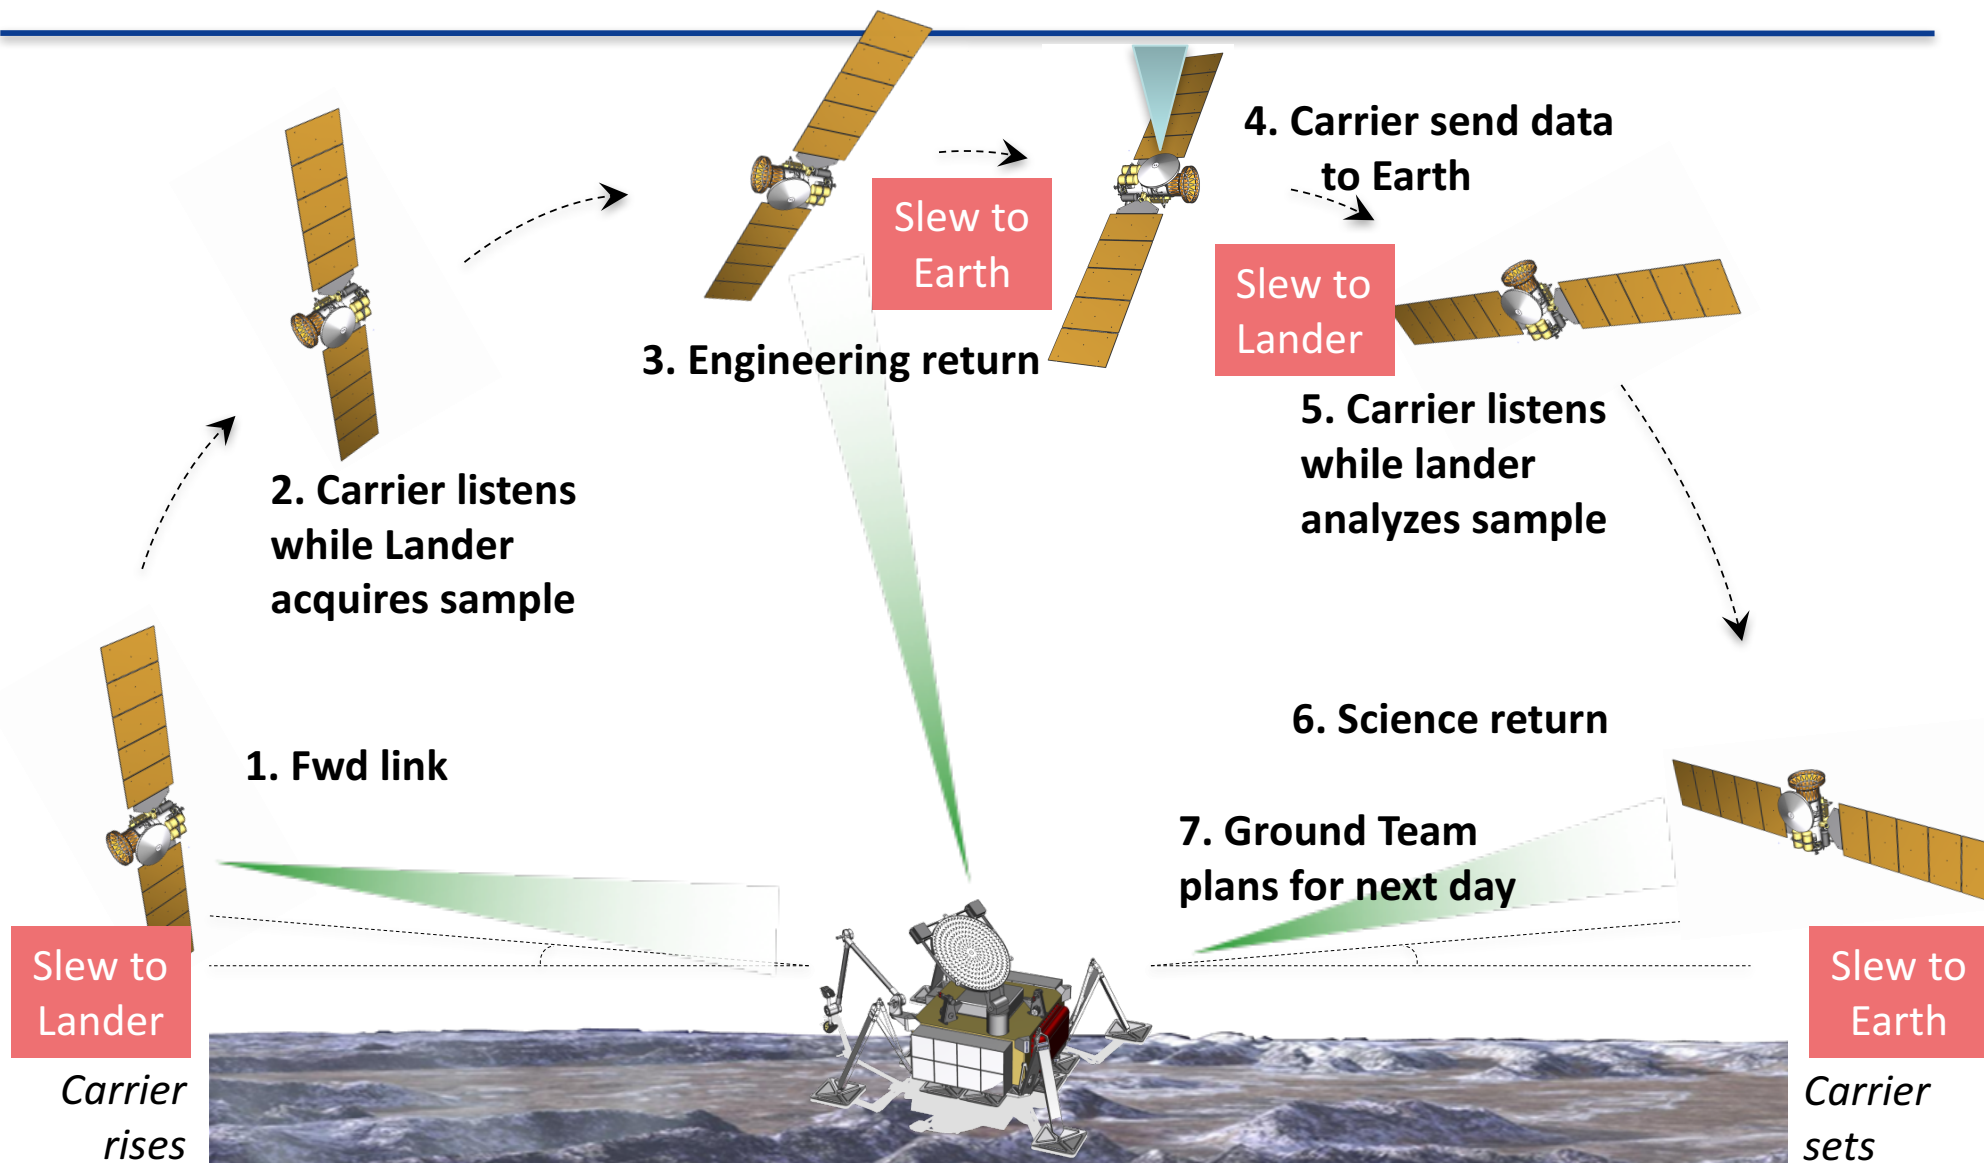 1. Fwd link
2. Carrier listens
while Lander
acquires sample
3. Engineering return
Slew to
Earth
4. Carrier send data
to Earth
Slew to
Lander
5. Carrier listens
while lander
analyzes sample
6. Science return
7. Ground Team
plans for next day
Slew to
Lander
Carrier
rises
Slew to
Earth
Carrier
sets